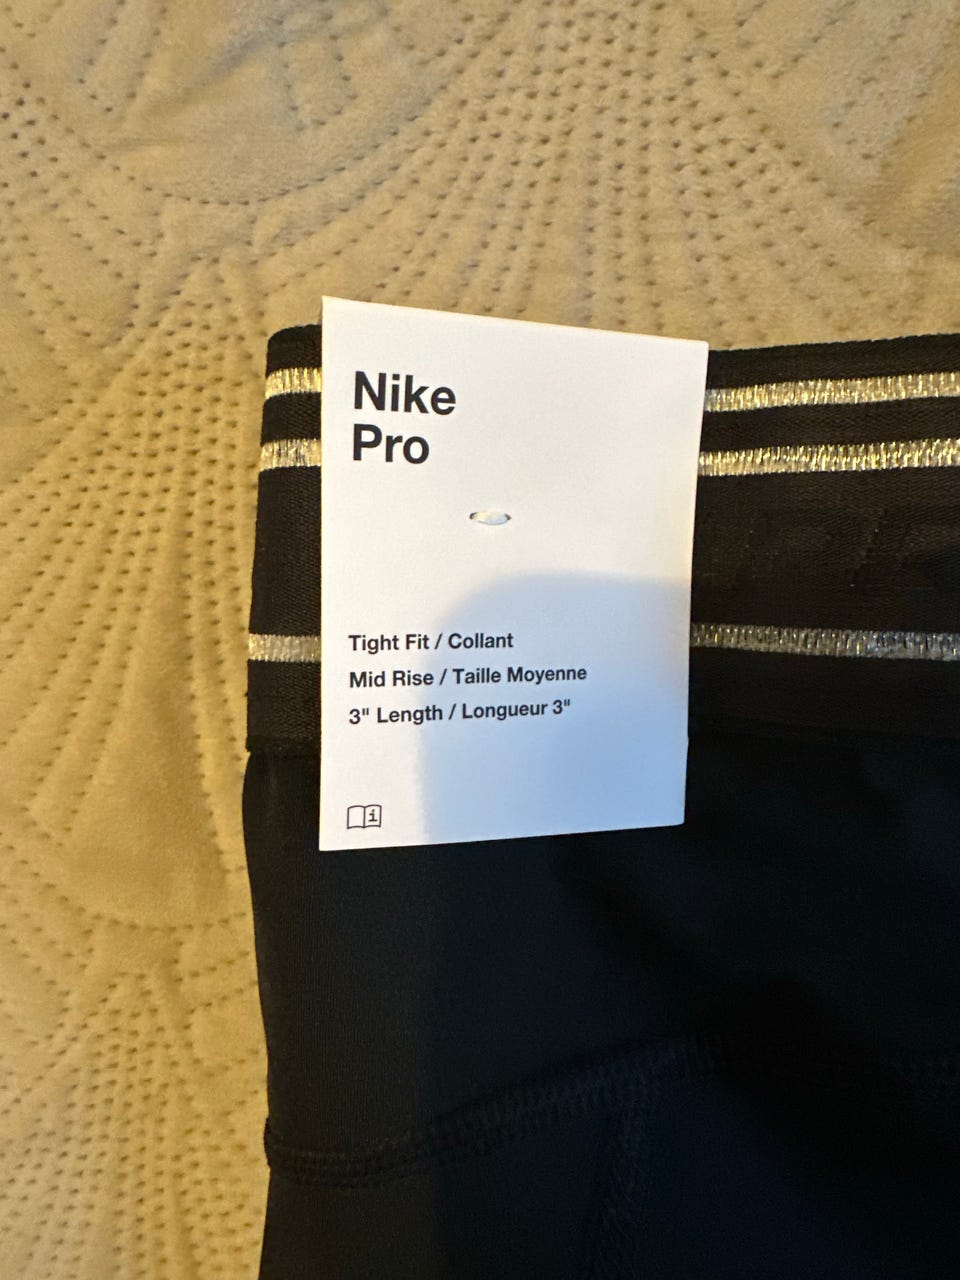 Nike
Pro
Tight Fit / Collant
Mid Rise / Taille Moyenne
3" Length / Longueur 3"
i